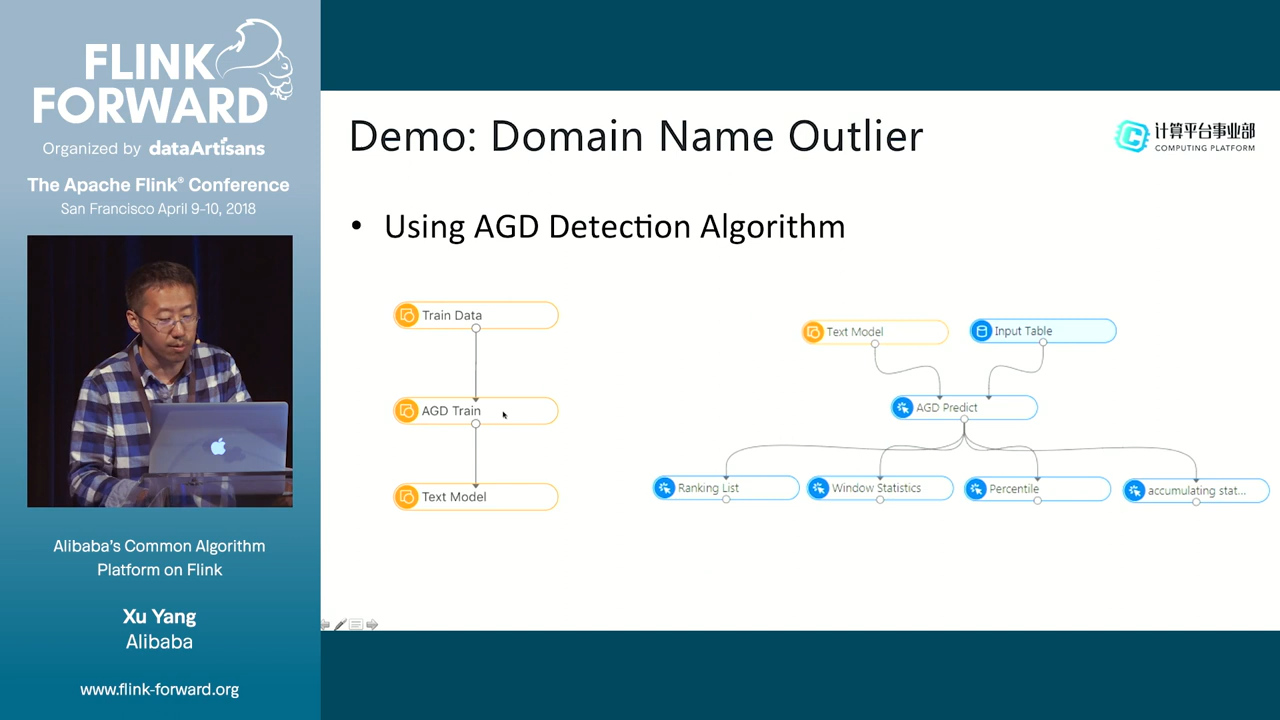 FLINK
FORWARD
Organized by dataArtisans
The Apache Flink® Conference
San Francisco April 9-10, 2018
Alibaba's Common Algorithm
Platform on Flink
Xu Yang
Alibaba
www.flink-forward.org
Demo: Domain Name Outlier
计算平台事业部
COMPUTING PLATFORM
• Using AGD Detection Algorithm
Train Data
AGD Train
Text Model
Text Model
Input Table
AGD Predict
Ranking List
Window Statistics
Percentile
accumulating stat...